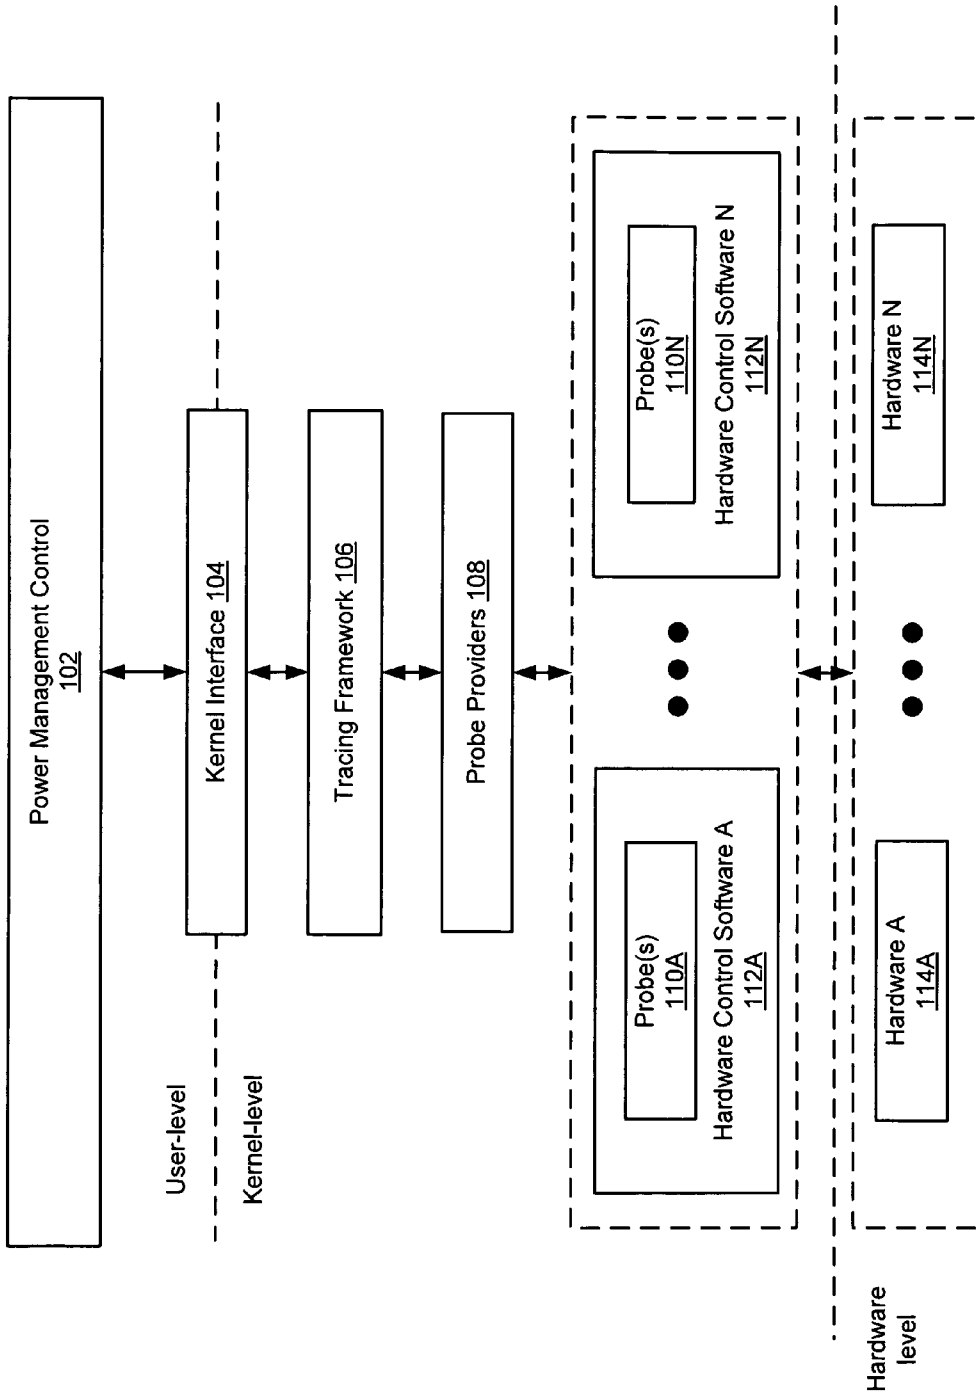 Power Management Control
102
User-level
Kernel-level
Kernel Interface 104
Tracing Framework 106
Probe Providers 108
Probe(s)
110A
Hardware Control Software A
112A
Probe(s)
110N
Hardware Control Software N
112N
Hardware
level
Hardware A
114A
Hardware N
114N